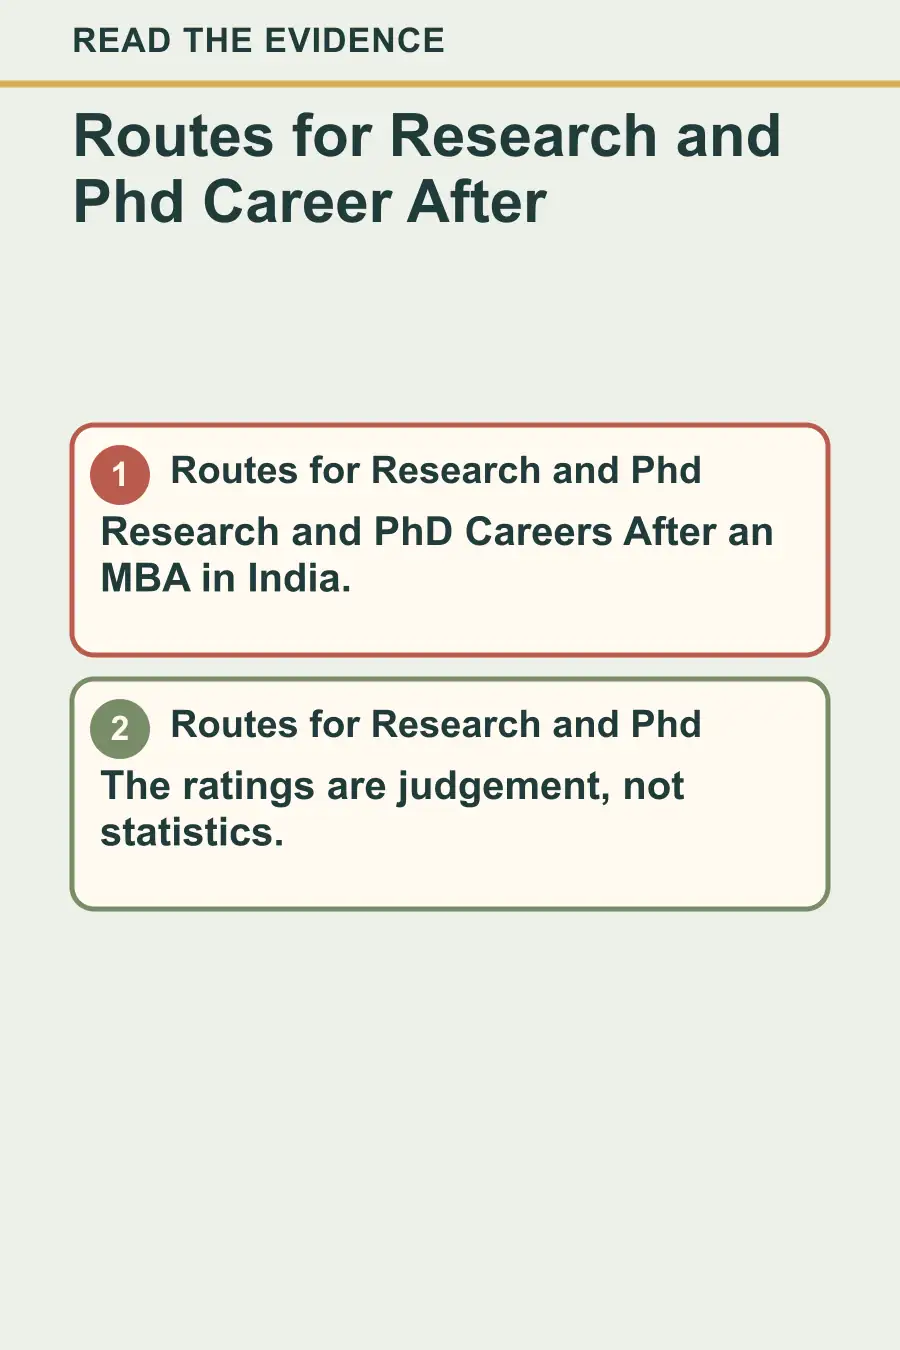 READ THE EVIDENCE
Routes for Research and
Phd Career After
1 Routes for Research and Phd
Research and PhD Careers After an
MBA in India.
2 Routes for Research and Phd
The ratings are judgement, not
statistics.